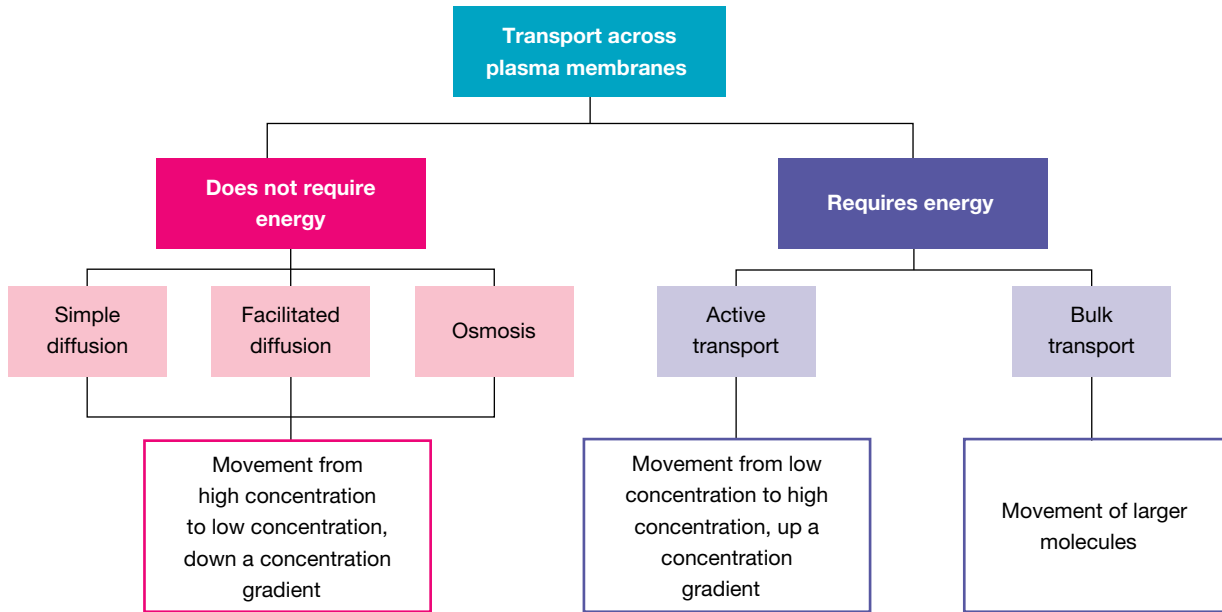 Transport across
plasma membranes
Does not require
energy
Requires energy
Simple
diffusion
Facilitated
diffusion
Osmosis
Active
transport
Bulk
transport
Movement from
high concentration
to low concentration,
down a concentration
gradient
Movement from low
concentration to high
concentration, up a
concentration
gradient
Movement of larger
molecules